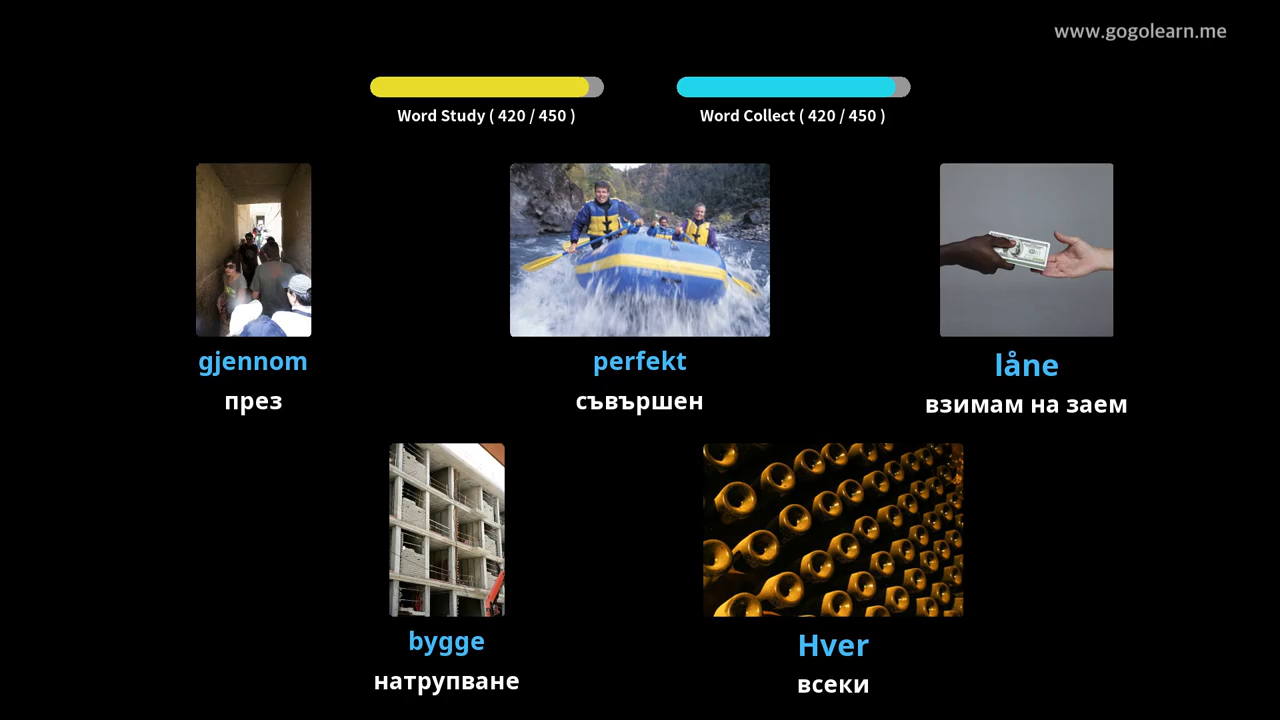 www.gogolearn.me
Word Study ( 420 / 450 )
Word Collect ( 420 / 450 )
gjennom
през
perfekt
съвършен
låne
взимам на заем
bygge
натрупване
Hver
всеки